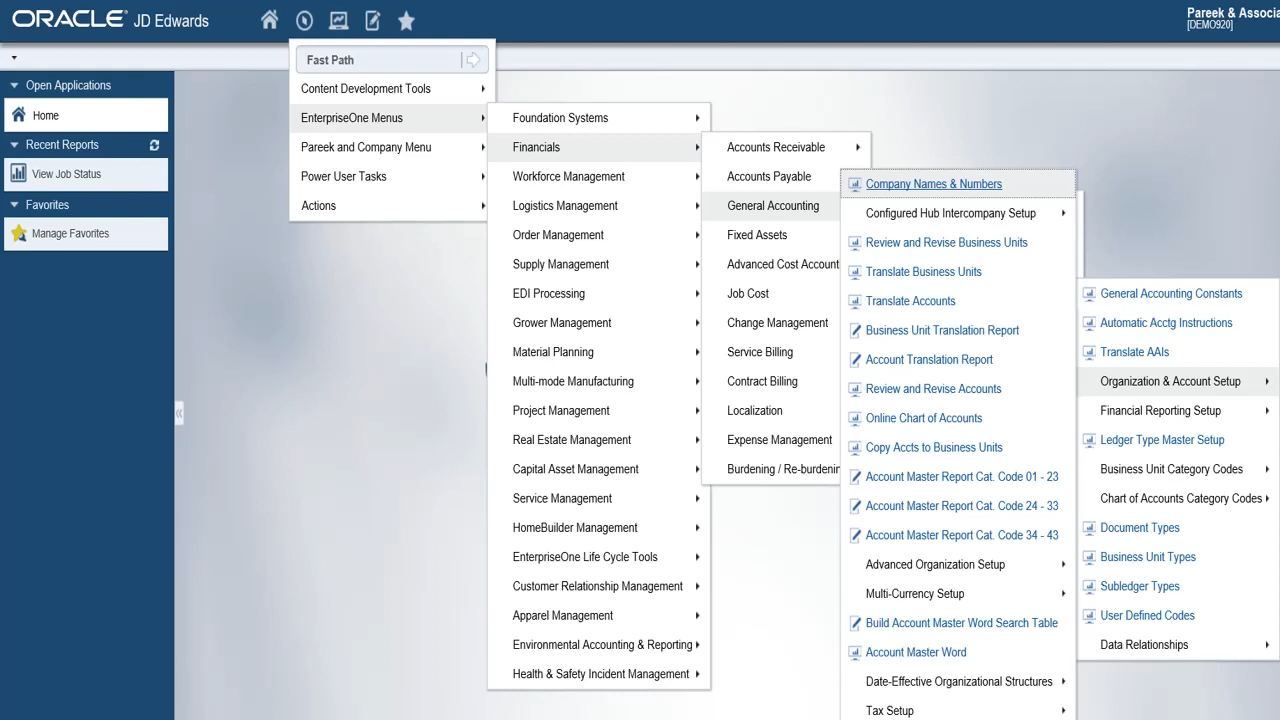 ORACLE® JD Edwards
Pareek & Associa
[DEMO920]
Open Applications
Home
Recent Reports
View Job Status
Favorites
Manage Favorites
Fast Path
Content Development Tools
EnterpriseOne Menus
Pareek and Company Menu
Power User Tasks
Actions
Foundation Systems
Financials
Workforce Management
Logistics Management
Order Management
Supply Management
EDI Processing
Grower Management
Material Planning
Multi-mode Manufacturing
Project Management
Real Estate Management
Capital Asset Management
Service Management
HomeBuilder Management
EnterpriseOne Life Cycle Tools
Customer Relationship Management
Apparel Management
Environmental Accounting & Reporting
Health & Safety Incident Management
Accounts Receivable
Accounts Payable
General Accounting
Fixed Assets
Advanced Cost Account
Job Cost
Change Management
Service Billing
Contract Billing
Localization
Expense Management
Burdening / Re-burdenin
Company Names & Numbers
Configured Hub Intercompany Setup
Review and Revise Business Units
Translate Business Units
Translate Accounts
Business Unit Translation Report
Account Translation Report
Review and Revise Accounts
Online Chart of Accounts
Copy Accts to Business Units
Account Master Report Cat. Code 01 - 23
Account Master Report Cat. Code 24 - 33
Account Master Report Cat. Code 34 - 43
Advanced Organization Setup
Multi-Currency Setup
Build Account Master Word Search Table
Account Master Word
Date-Effective Organizational Structures
Tax Setup
General Accounting Constants
Automatic Acctg Instructions
Translate AAIs
Organization & Account Setup
Financial Reporting Setup
Ledger Type Master Setup
Business Unit Category Codes
Chart of Accounts Category Codes
Document Types
Business Unit Types
Subledger Types
User Defined Codes
Data Relationships